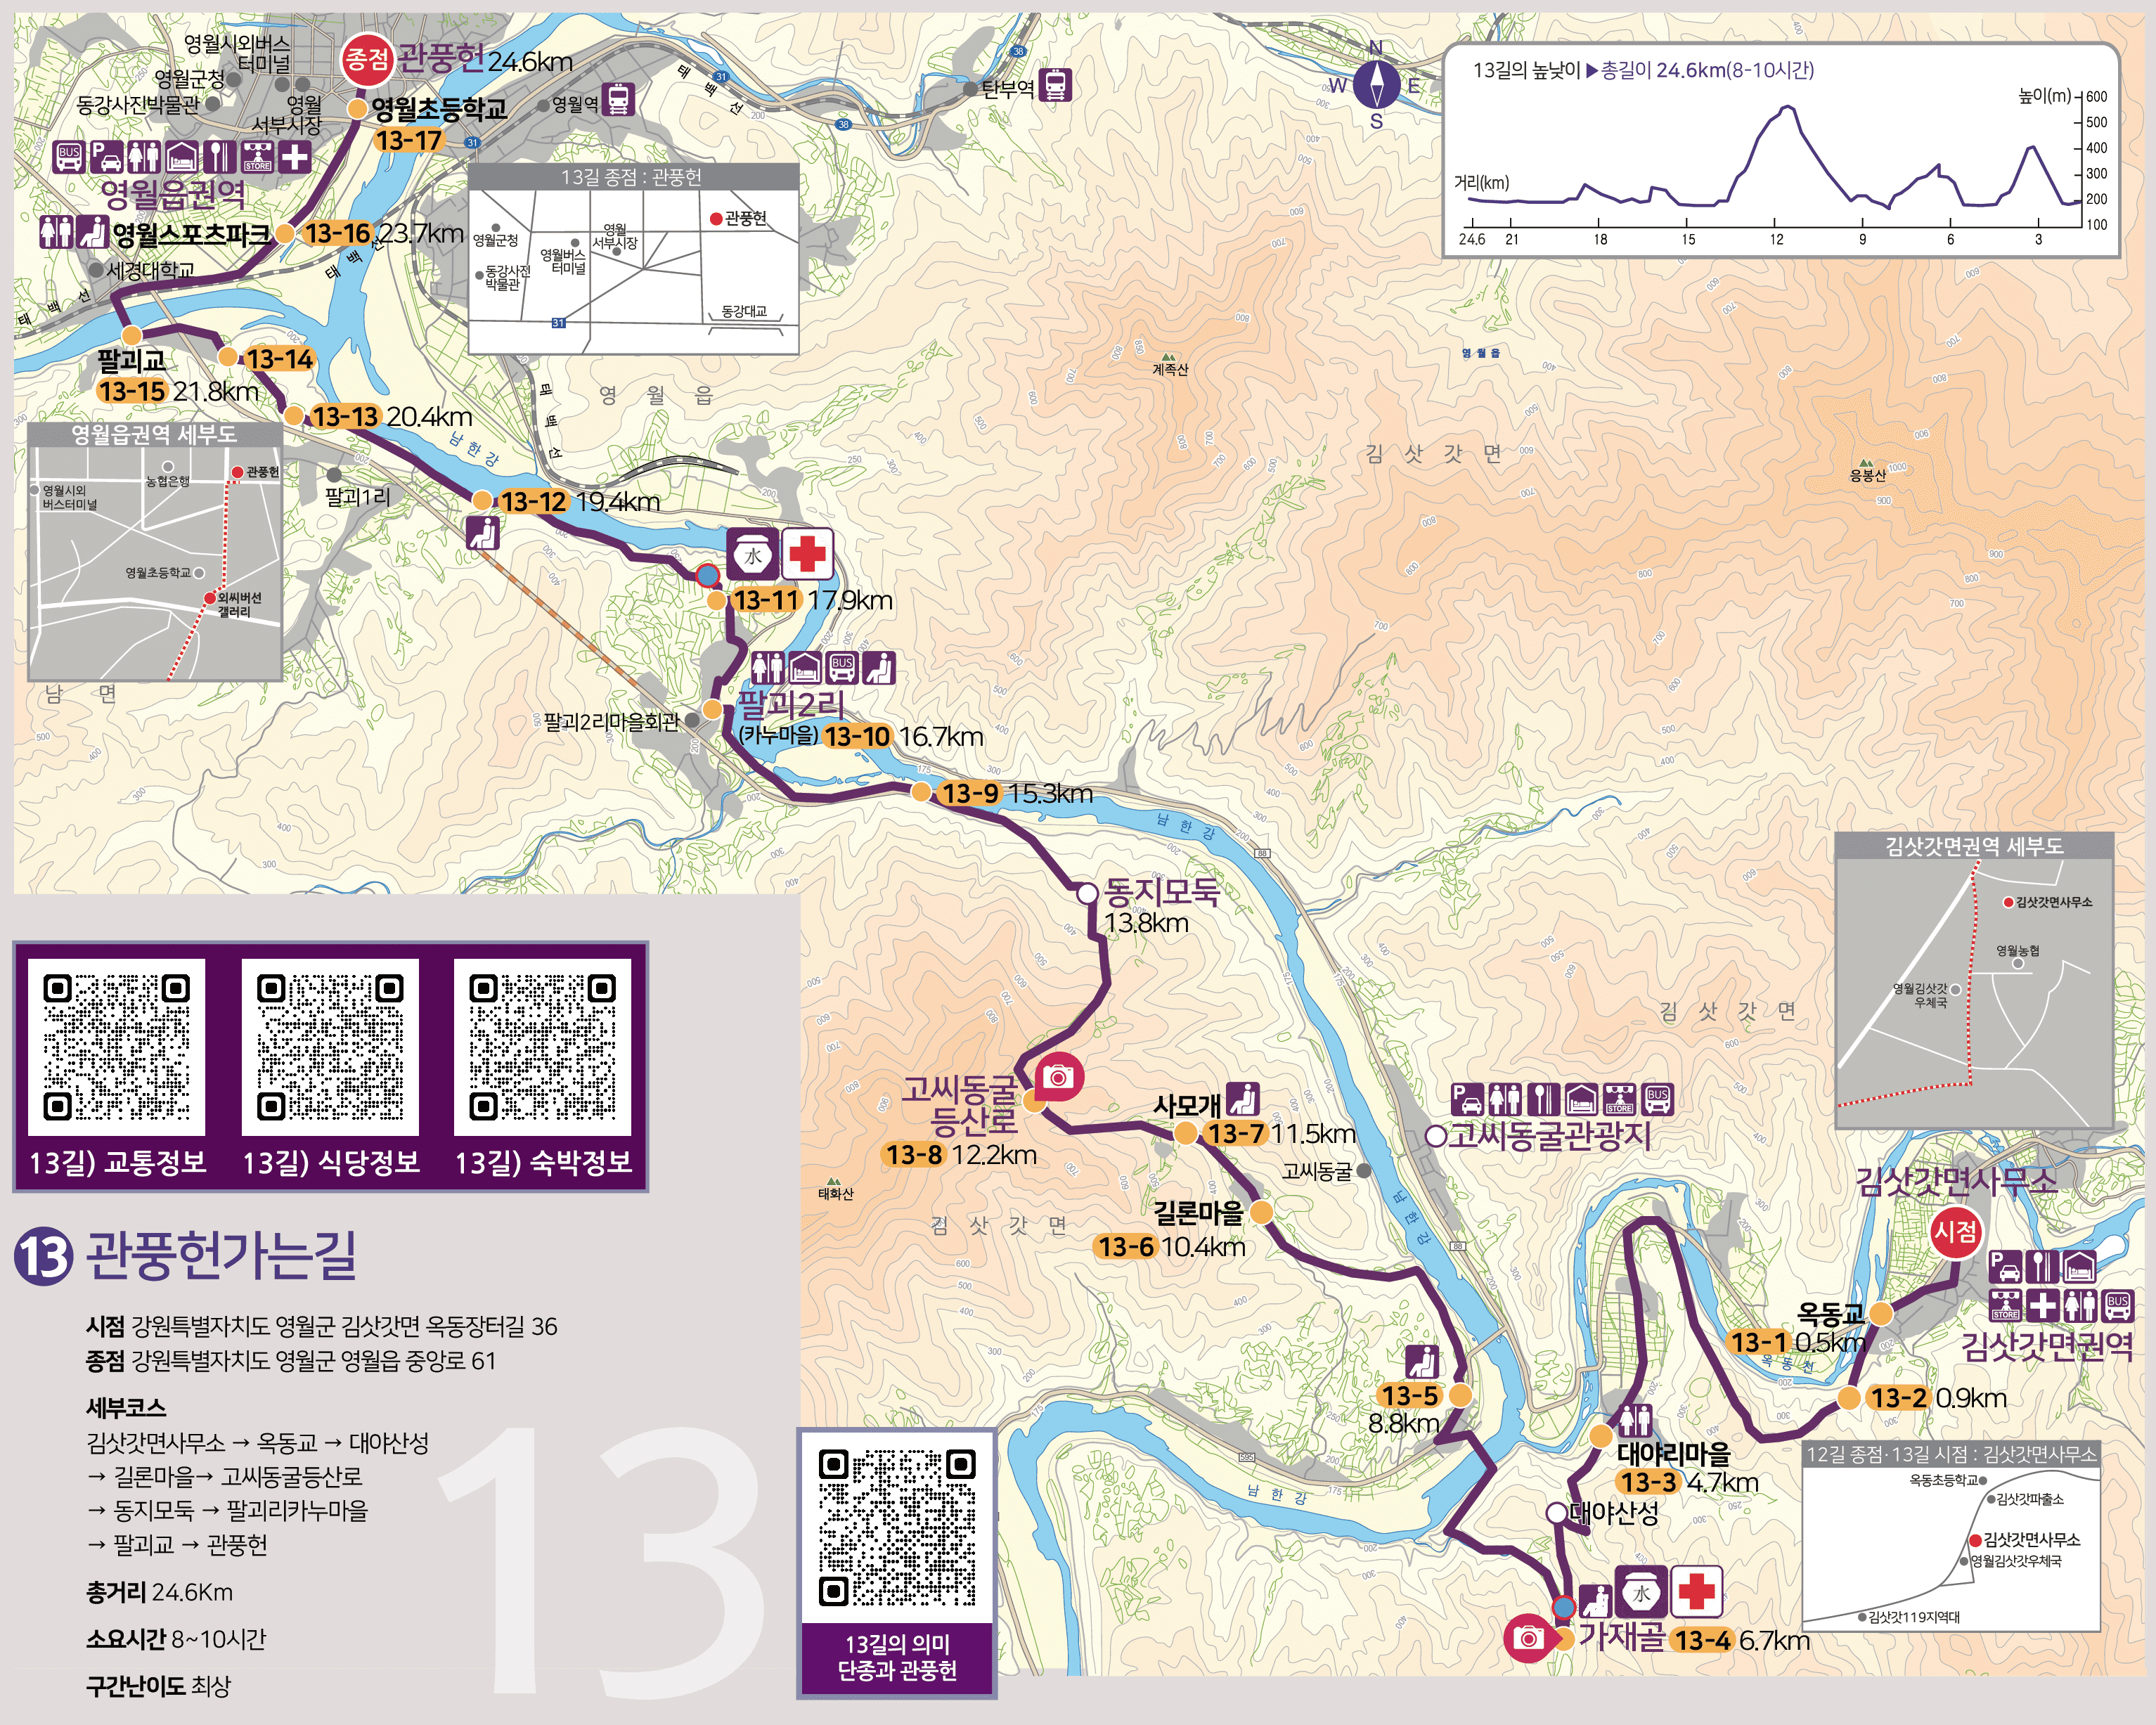 영월시외버스
터미널
영월군청
동강사진박물관
영월
서부시장
종점
관풍헌 24.6km
영월초등학교
13-17
영월역
탄부역
태백선
31
38
31
38
BUS
P
STORE
영월읍권역
영월스포츠파크
13-16 23.7km
세경대학교
태백선
태백선
팔괴교
13-15 21.8km
13-14
13-13 20.4km
13길 종점 : 관풍헌
관풍헌
영월군청
영월
서부시장
영월버스
터미널
동강사진
박물관
동강대교
31
N
W E
S
13길의 높낮이 ▶총길이 24.6km(8-10시간)
높이(m)
600
500
400
300
200
100
거리(km)
24.6 21 18 15 12 9 6 3
영월읍
태백선
남한강
계족산
영월읍
김삿갓면
응봉산
영월읍권역 세부도
농협은행
관풍헌
영월시외
버스터미널
영월초등학교
외씨버선
갤러리
남면
팔괴1리
13-12 19.4km
水
13-11 17.9km
BUS
팔괴2리
팔괴2리마을회관
(카누마을) 13-10 16.7km
13-9 15.3km
남한강
88
동지모둑
13.8km
김삿갓면권역 세부도
김삿갓면사무소
영월농협
영월김삿갓
우체국
김삿갓면
고씨동굴
등산로
13-8 12.2km
태화산
김삿갓면
사모개
13-7 11.5km
고씨동굴
P
STORE
BUS
고씨동굴관광지
길론마을
13-6 10.4km
남한강
88
13-5
8.8km
595
남한강
김삿갓면사무소
시점
P
STORE
BUS
김삿갓면권역
옥동교
13-1 0.5km
옥동천
13-2 0.9km
대야리마을
13-3 4.7km
대야산성
水
가재골 13-4 6.7km
12길 종점·13길 시점 : 김삿갓면사무소
옥동초등학교
김삿갓파출소
김삿갓면사무소
영월김삿갓우체국
김삿갓119지역대
13길) 교통정보
13길) 식당정보
13길) 숙박정보
13 관풍헌가는길
시점 강원특별자치도 영월군 김삿갓면 옥동장터길 36
종점 강원특별자치도 영월군 영월읍 중앙로 61
세부코스
김삿갓면사무소 → 옥동교 → 대야산성
→ 길론마을→ 고씨동굴등산로
→ 동지모둑 → 팔괴리카누마을
→ 팔괴교 → 관풍헌
총거리 24.6Km
소요시간 8~10시간
구간난이도 최상
13
13길의 의미
단종과 관풍헌